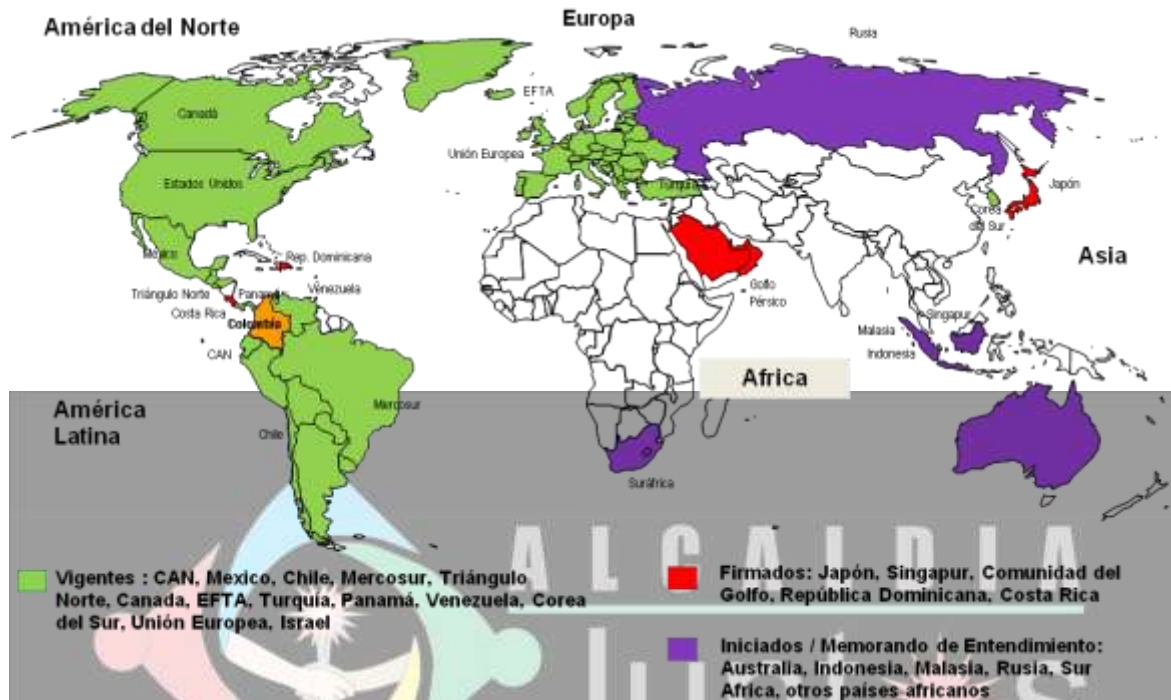 América del Norte
Europa
Rusia
EFTA
Canadá
Unión Europea
Estados Unidos
Turquía
Japón
Corea
del Sur
México
Rep. Dominicana
Asia
Venezuela
Golfo
Pérsico
Triángulo Norte
Panamá
Costa Rica
Colombia
Singapur
Malasia
Indonesia
CAN
Africa
América
Latina
Mercosur
Chile
Suráfrica
ALCALDIA
Vigentes : CAN, Mexico, Chile, Mercosur, Triángulo
Norte, Canada, EFTA, Turquía, Panamá, Venezuela, Corea
del Sur, Unión Europea, Israel
Firmados: Japón, Singapur, Comunidad del
Golfo, República Dominicana, Costa Rica
Iniciados / Memorando de Entendimiento:
Australia, Indonesia, Malasia, Rusia, Sur
Africa, otros países africanos